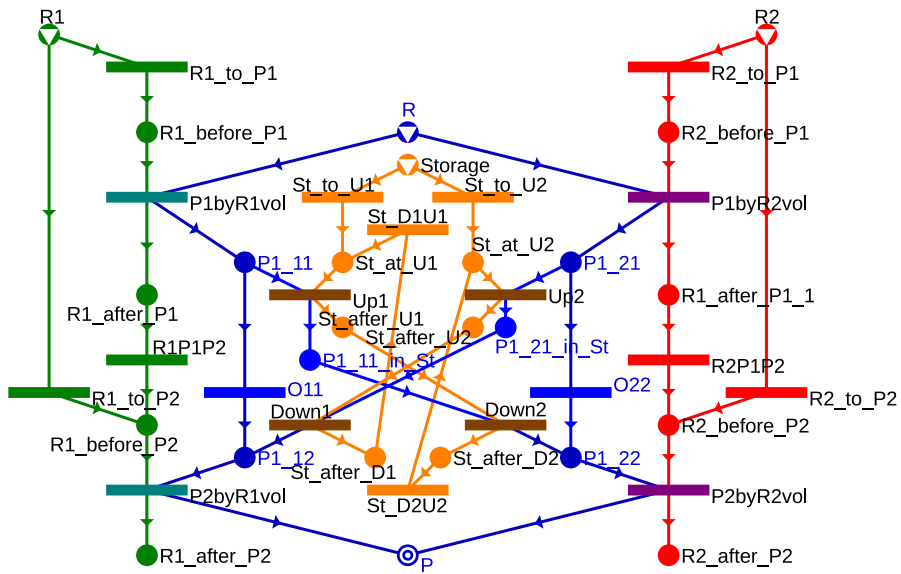 R1
R2
R1_to_P1
R2_to_P1
R
R1_before_P1
R2_before_P1
Storage
St_to_U1
St_to_U2
P1byR1vol
P1byR2vol
St_D1U1
St_at_U2
P1_11
St_at_U1
P1_21
R1_after_P1
Up1
Up2
R1_after_P1_1
St_after_U1
St_after_U2
P1_21_in_St
R1P1P2
P1_11_in_St
R2P1P2
R1_to_P2
O11
O22
R2_to_P2
Down1
Down2
R1_before_P2
R2_before_P2
P1_12
St_after_D1
St_after_D2
P1_22
P2byR1vol
St_D2U2
P2byR2vol
R1_after_P2
P
R2_after_P2